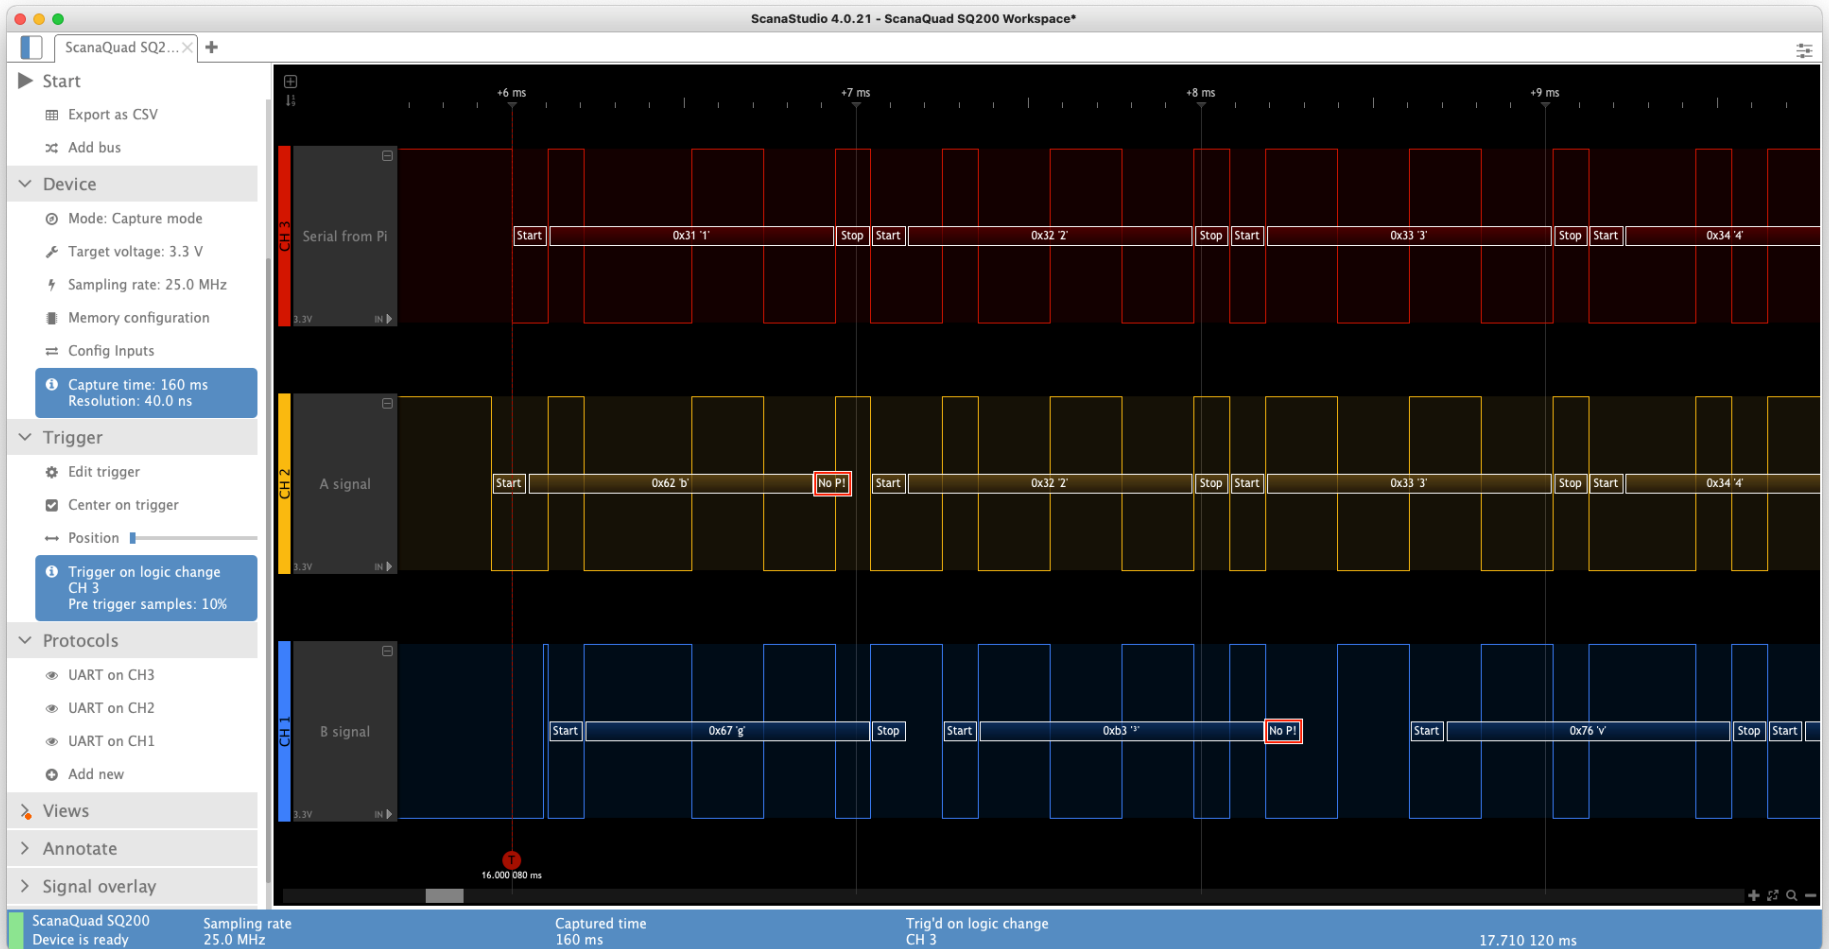 ScanaStudio 4.0.21 - ScanaQuad SQ200 Workspace*
ScanaQuad SQ2...
Start
Export as CSV
Add bus
Device
Mode: Capture mode
Target voltage: 3.3 V
Sampling rate: 25.0 MHz
Memory configuration
Config Inputs
Capture time: 160 ms
Resolution: 40.0 ns
Trigger
Edit trigger
Center on trigger
Position
Trigger on logic change
CH 3
Pre trigger samples: 10%
Protocols
UART on CH3
UART on CH2
UART on CH1
Add new
Views
Annotate
Signal overlay
+6 ms +7 ms +8 ms +9 ms
CH 3
Serial from Pi
3.3V IN
Start 0x31 '1' Stop Start 0x32 '2' Stop Start 0x33 '3' Stop Start 0x34 '4'
CH 2
A signal
3.3V IN
Start 0x62 'b' No P! Start 0x32 '2' Stop Start 0x33 '3' Stop Start 0x34 '4'
CH 1
B signal
3.3V IN
Start 0x67 'g' Stop Start 0xb3 '³' No P! Start 0x76 'v' Stop Start
T
16.000 080 ms
ScanaQuad SQ200
Device is ready
Sampling rate
25.0 MHz
Captured time
160 ms
Trig'd on logic change
CH 3
17.710 120 ms